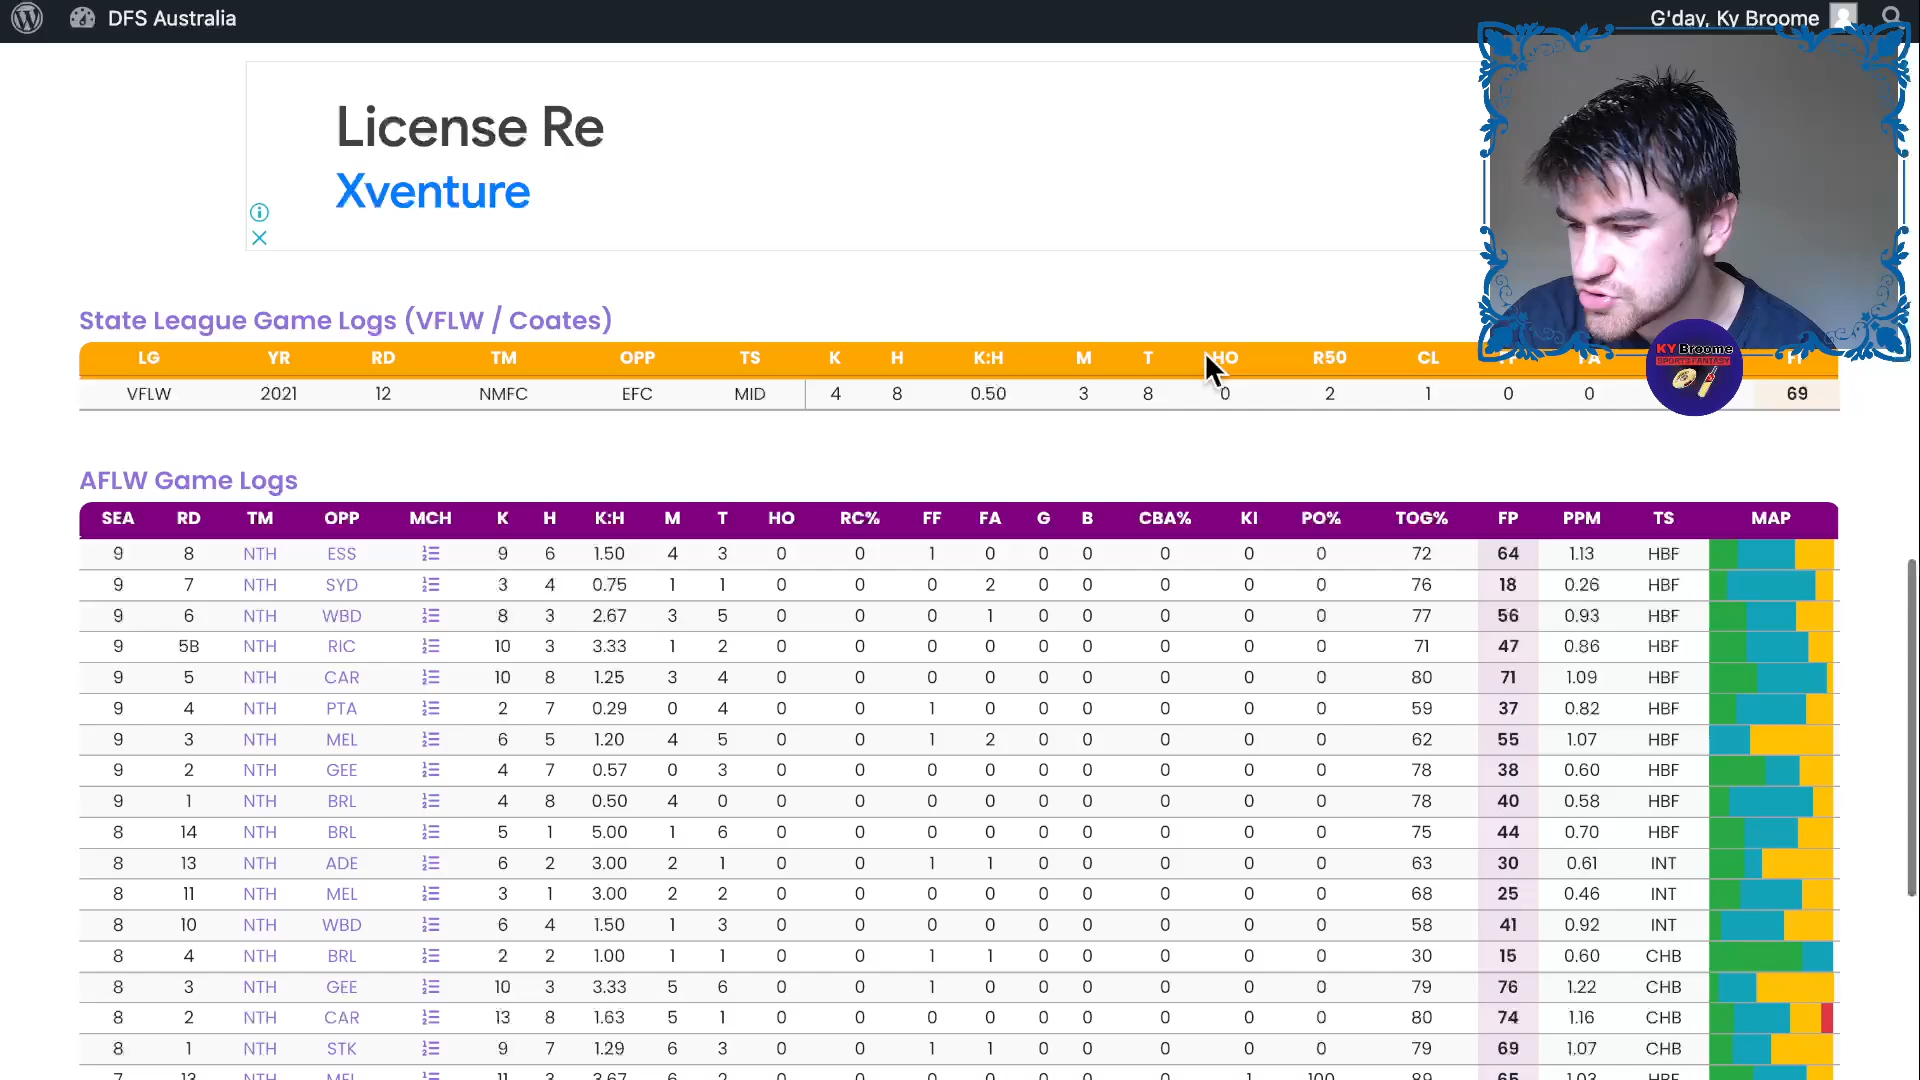 DFS Australia
G'day, Ky Broome
License Re
Xventure
State League Game Logs (VFLW / Coates)
LG YR RD TM OPP TS K H K:H M T HO R50 CL
VFLW 2021 12 NMFC EFC MID 4 8 0.50 3 8 0 2 1 0 0 69
KY Broome
SPORTS FANTASY
AFLW Game Logs
SEA RD TM OPP MCH K H K:H M T HO RC% FF FA G B CBA% KI PO% TOG% FP PPM TS MAP
9 8 NTH ESS 9 6 1.50 4 3 0 0 1 0 0 0 0 0 0 72 64 1.13 HBF
9 7 NTH SYD 3 4 0.75 1 1 0 0 0 2 0 0 0 0 0 76 18 0.26 HBF
9 6 NTH WBD 8 3 2.67 3 5 0 0 0 1 0 0 0 0 0 77 56 0.93 HBF
9 5B NTH RIC 10 3 3.33 1 2 0 0 0 0 0 0 0 0 0 71 47 0.86 HBF
9 5 NTH CAR 10 8 1.25 3 4 0 0 0 0 0 0 0 0 0 80 71 1.09 HBF
9 4 NTH PTA 2 7 0.29 0 4 0 0 1 0 0 0 0 0 0 59 37 0.82 HBF
9 3 NTH MEL 6 5 1.20 4 5 0 0 1 2 0 0 0 0 0 62 55 1.07 HBF
9 2 NTH GEE 4 7 0.57 0 3 0 0 0 0 0 0 0 0 0 78 38 0.60 HBF
9 1 NTH BRL 4 8 0.50 4 0 0 0 0 0 0 0 0 0 0 78 40 0.58 HBF
8 14 NTH BRL 5 1 5.00 1 6 0 0 0 0 0 0 0 0 0 75 44 0.70 HBF
8 13 NTH ADE 6 2 3.00 2 1 0 0 1 1 0 0 0 0 0 63 30 0.61 INT
8 11 NTH MEL 3 1 3.00 2 2 0 0 0 0 0 0 0 0 0 68 25 0.46 INT
8 10 NTH WBD 6 4 1.50 1 3 0 0 0 0 0 0 0 0 0 58 41 0.92 INT
8 4 NTH BRL 2 2 1.00 1 1 0 0 1 1 0 0 0 0 0 30 15 0.60 CHB
8 3 NTH GEE 10 3 3.33 5 6 0 0 1 0 0 0 0 0 0 79 76 1.22 CHB
8 2 NTH CAR 13 8 1.63 5 1 0 0 0 0 0 0 0 0 0 80 74 1.16 CHB
8 1 NTH STK 9 7 1.29 6 3 0 0 1 1 0 0 0 0 0 79 69 1.07 CHB
7 13 NTH MEL 11 3 3.67 6 2 0 0 0 0 0 0 0 1 100 89 65 1.03 HBF